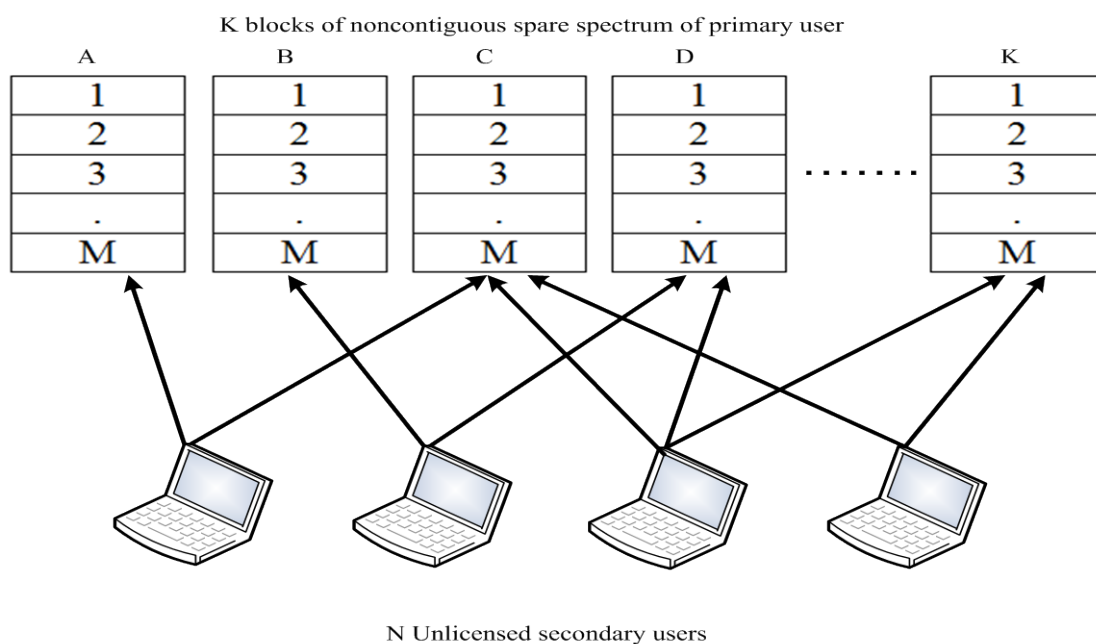 K blocks of noncontiguous spare spectrum of primary user
A B C D K
1 1 1 1 1
2 2 2 2 2
3 3 3 3 3
. . . . .
M M M M M
.......
N Unlicensed secondary users